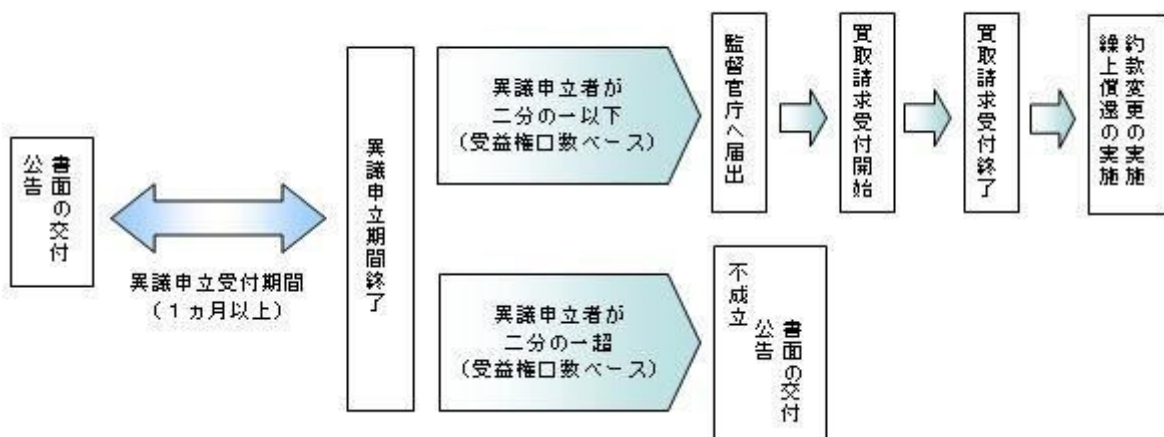 書面の交付
公告
異議申立受付期間
(1ヵ月以上)
異議申立期間終了
異議申立者が
二分の一以下
(受益権口数ベース)
監督官庁へ届出
買取請求受付開始
買取請求受付終了
約款変更の実施
繰上償還の実施
異議申立者が
二分の一超
(受益権口数ベース)
不成立
書面の交付
公告